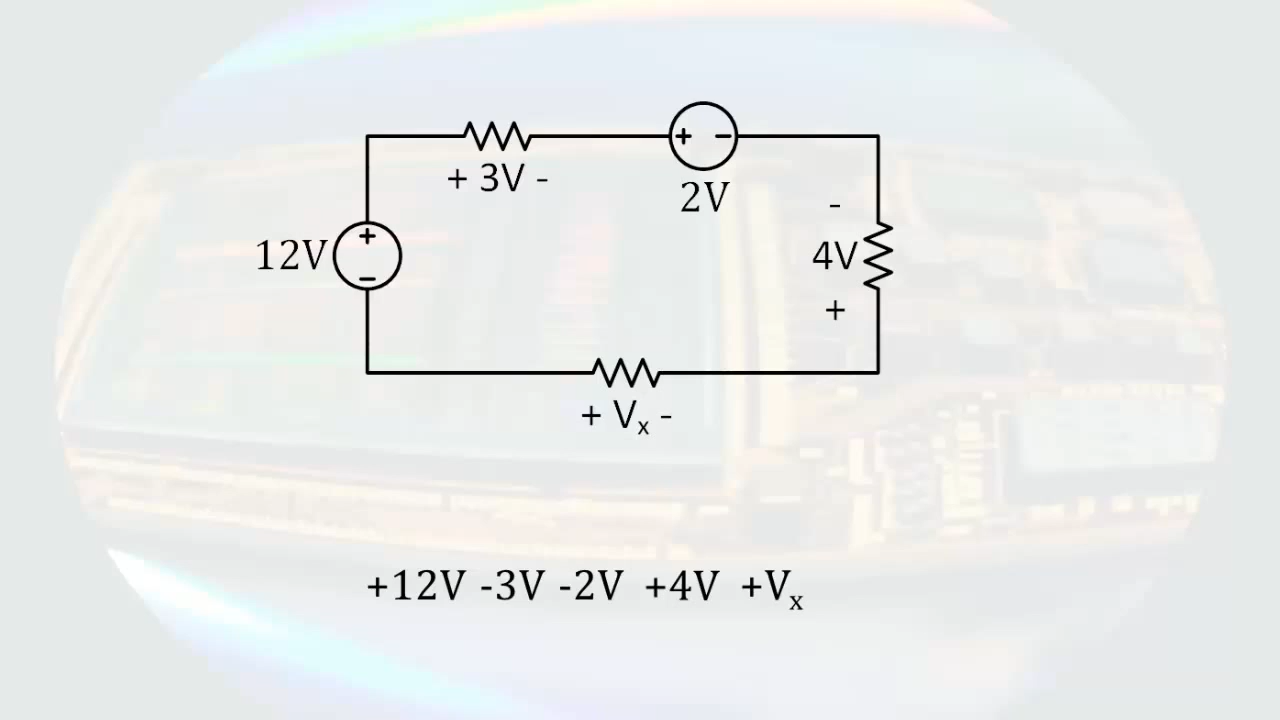 + -
+ 3V -
2V
-
12V
+
-
4V
+
+ Vₓ -
+12V -3V -2V +4V +Vₓ